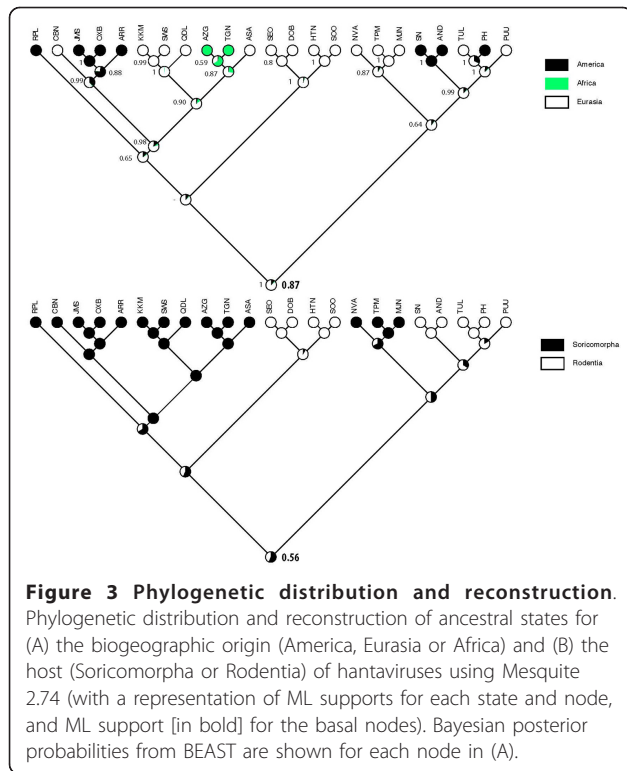 RPL CBN JMS OXB ARR KKM SWS QDL AZG TGN ASA SEO DOB HTN SOO NVA TPM MJN SN AND TUL PH PUU
America
Africa
Eurasia
1 0.88 0.99 0.99 1 0.59 0.87 0.90 0.98 0.65 0.8 1 1 1 0.87 1 1 1 0.99 0.64
-
1 0.87
RPL CBN JMS OXB ARR KKM SWS QDL AZG TGN ASA SEO DOB HTN SOO NVA TPM MJN SN AND TUL PH PUU
Soricomorpha
Rodentia
0.56
Figure 3 Phylogenetic distribution and reconstruction.
Phylogenetic distribution and reconstruction of ancestral states for
(A) the biogeographic origin (America, Eurasia or Africa) and (B) the
host (Soricomorpha or Rodentia) of hantaviruses using Mesquite
2.74 (with a representation of ML supports for each state and node,
and ML support [in bold] for the basal nodes). Bayesian posterior
probabilities from BEAST are shown for each node in (A).